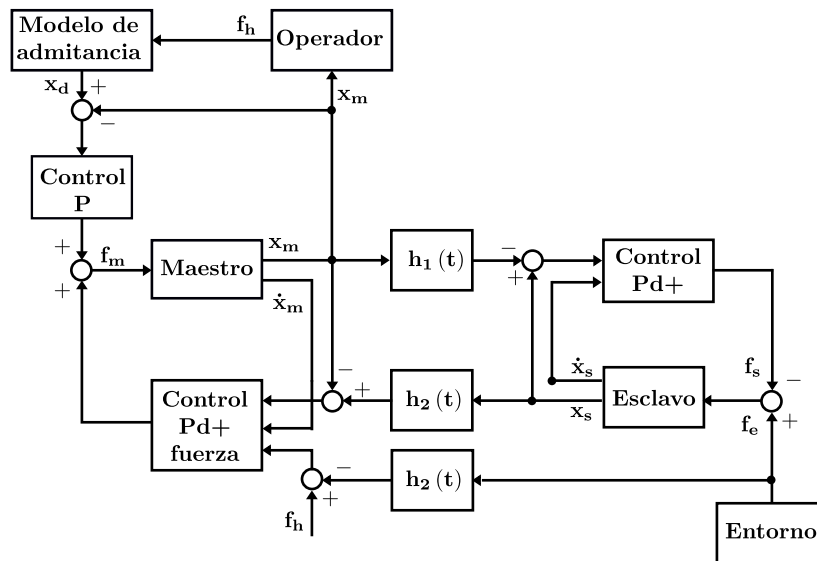 Modelo de
admitancia
f_h
Operador
x_d
+
−
x_m
Control
P
+
+
f_m
Maestro
x_m
ẋ_m
h_1 (t)
−
+
Control
Pd+
f_s
−
+
f_e
Esclavo
ẋ_s
x_s
h_2 (t)
−
+
Control
Pd+
fuerza
h_2 (t)
−
+
f_h
Entorno